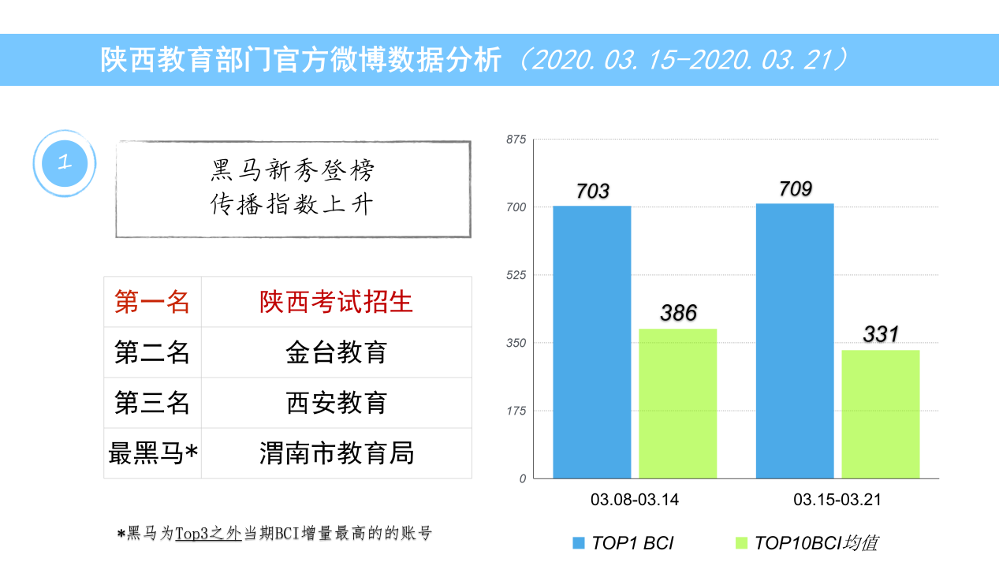 陕西教育部门官方微博数据分析（2020.03.15-2020.03.21）
1
黑马新秀登榜
传播指数上升
第一名 陕西考试招生
第二名 金台教育
第三名 西安教育
最黑马* 渭南市教育局
*黑马为Top3之外当期BCI增量最高的的账号
875
700
525
350
175
0
703
386
709
331
03.08-03.14
03.15-03.21
TOP1 BCI
TOP10BCI均值